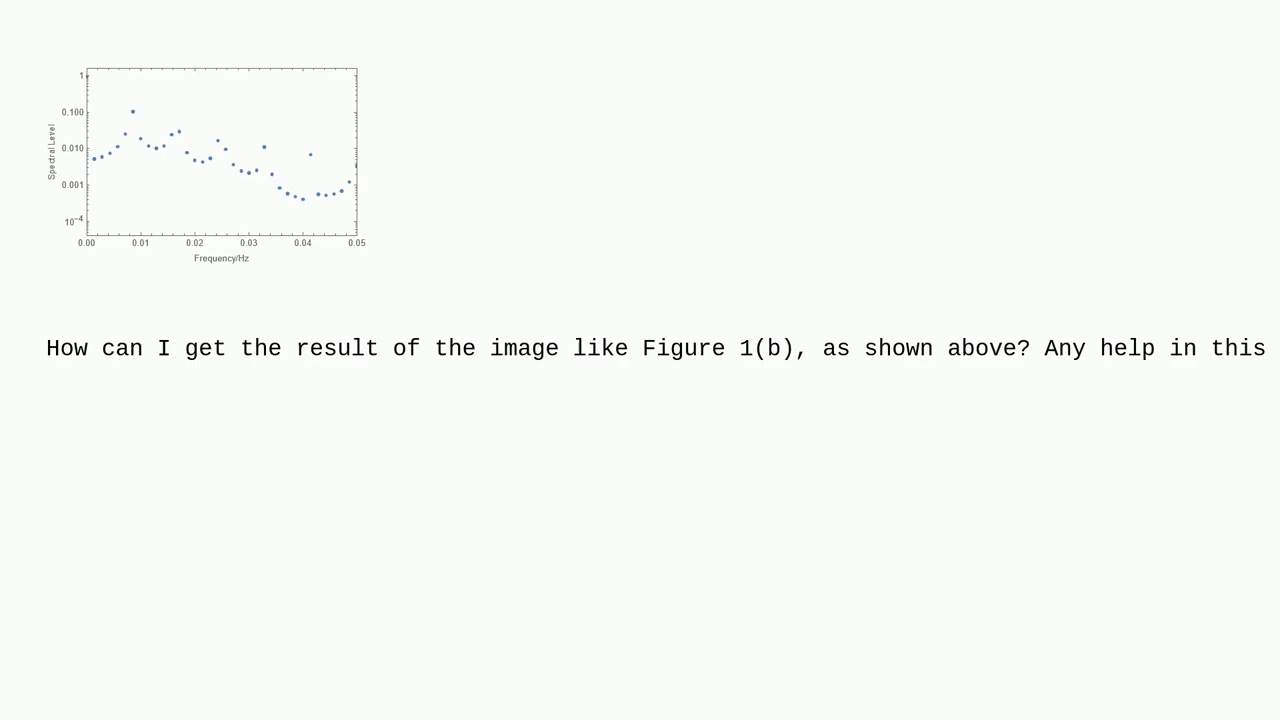 1
0.100
0.010
0.001
10⁻⁴
Spectral Level
0.00 0.01 0.02 0.03 0.04 0.05
Frequency/Hz
How can I get the result of the image like Figure 1(b), as shown above? Any help in this